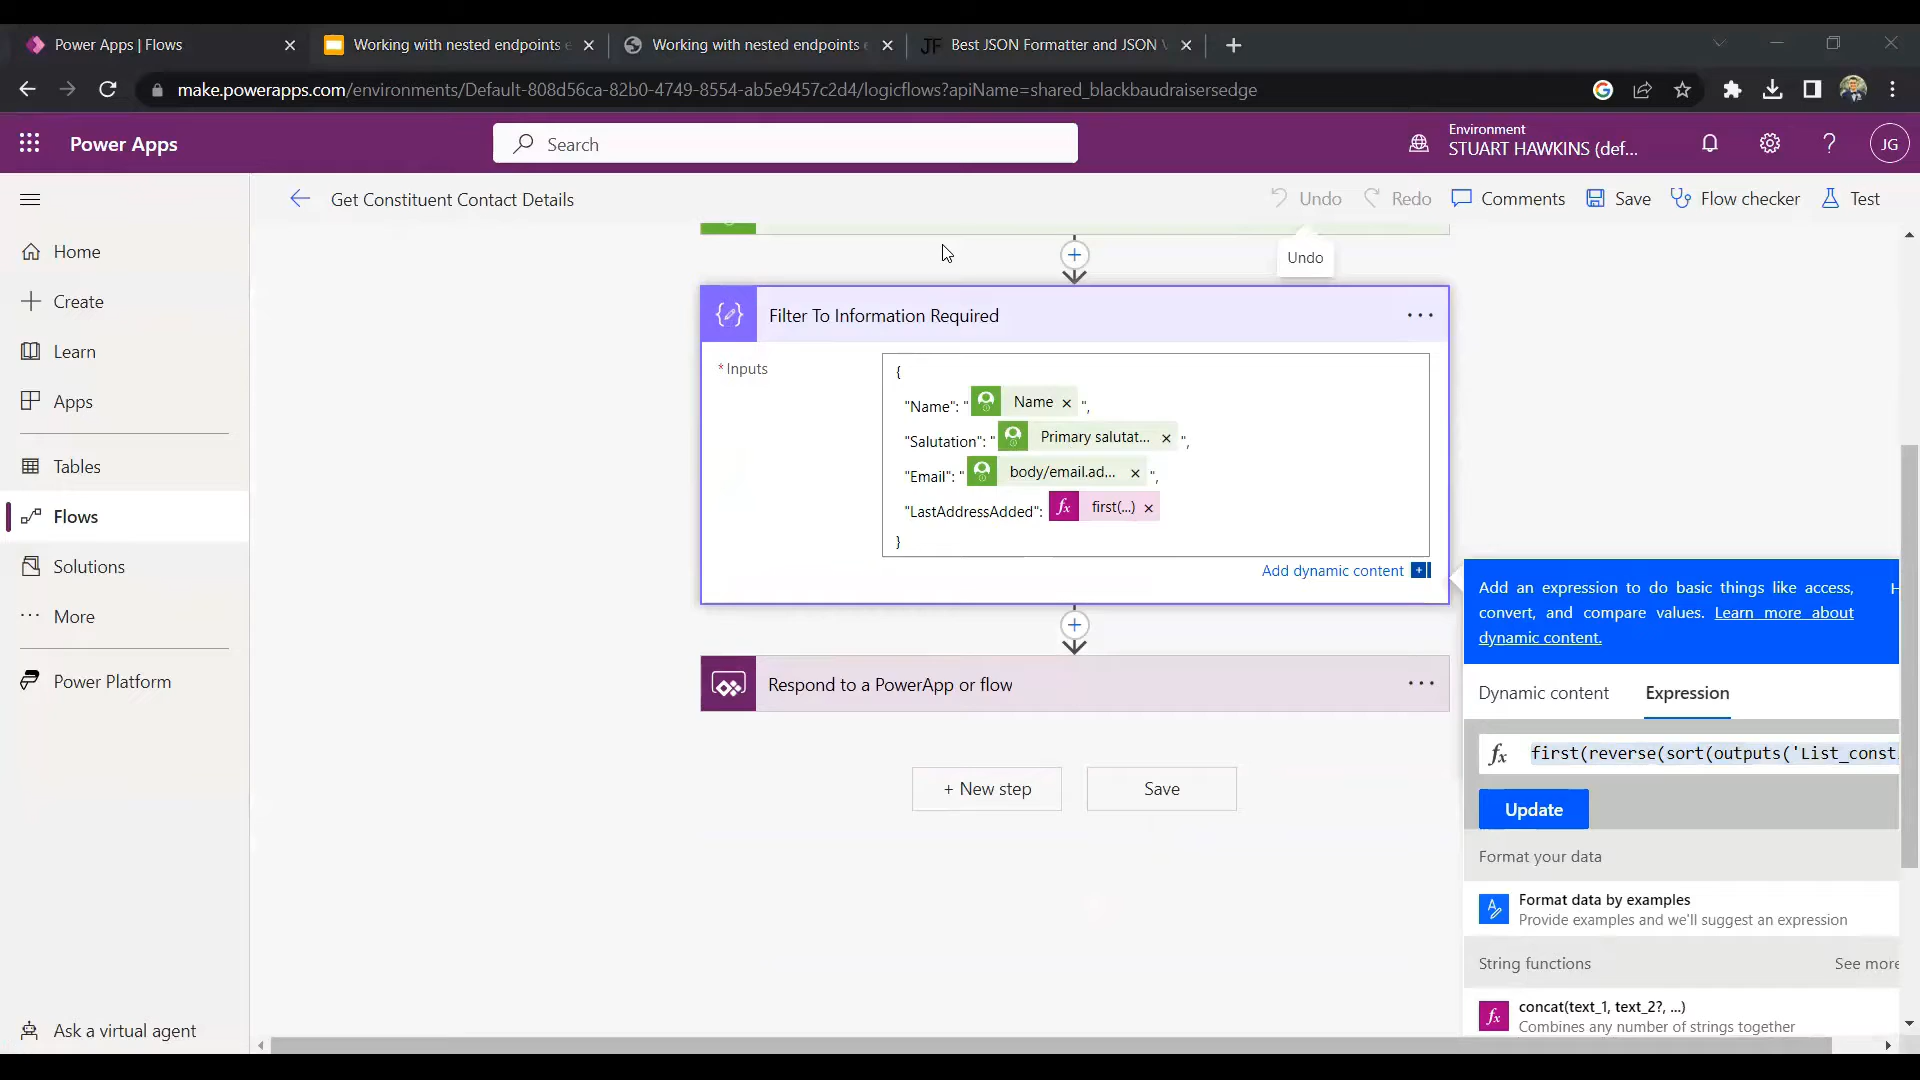 Power Apps | Flows
Working with nested endpoints e
Working with nested endpoints e
JF
Best JSON Formatter and JSON V
make.powerapps.com/environments/Default-808d56ca-82b0-4749-8554-ab5e9457c2d4/logicflows?apiName=shared_blackbaudraisersedge
Power Apps
Search
Environment
STUART HAWKINS (def...
JG
Get Constituent Contact Details
Undo
Redo
Comments
Save
Flow checker
Test
Undo
Home
Create
Learn
Apps
Tables
Flows
Solutions
More
Power Platform
Ask a virtual agent
Filter To Information Required
* Inputs
{
"Name": " Name ",
"Salutation": " Primary salutat... ",
"Email": " body/email.ad... ",
"LastAddressAdded": fx first(...)
}
Add dynamic content
Respond to a PowerApp or flow
+ New step
Save
Add an expression to do basic things like access,
convert, and compare values. Learn more about
dynamic content.
Dynamic content
Expression
fx first(reverse(sort(outputs('List_const
Update
Format your data
Format data by examples
Provide examples and we'll suggest an expression
String functions
See more
fx
concat(text_1, text_2?, ...)
Combines any number of strings together